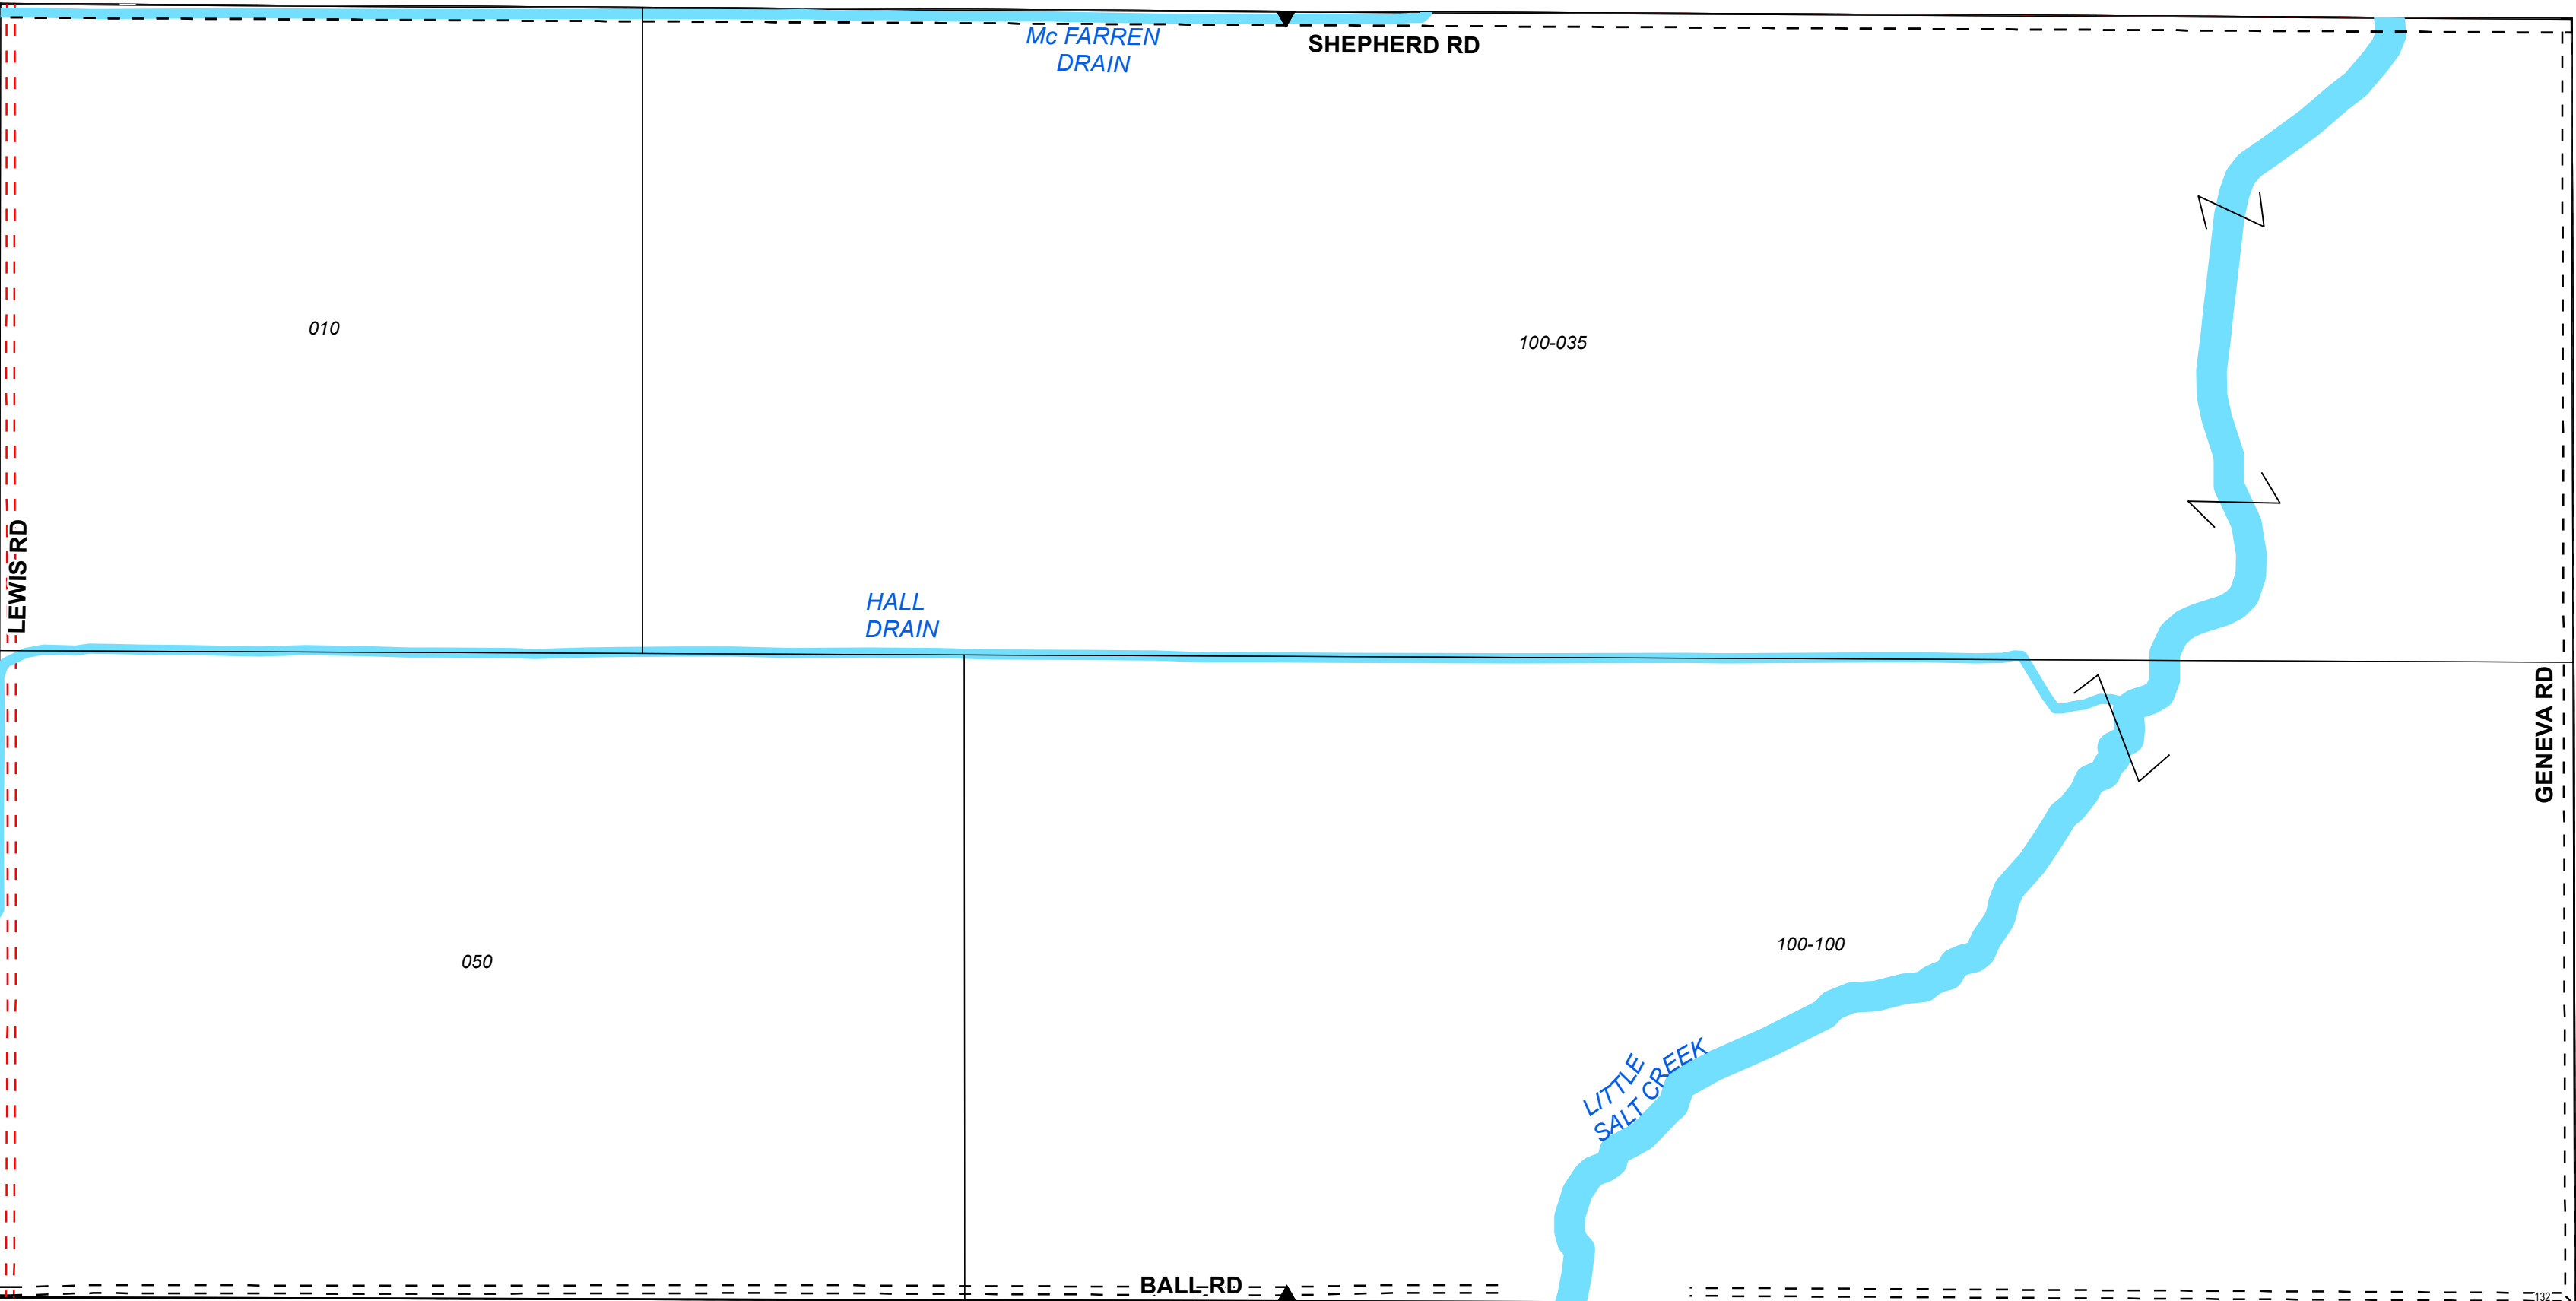 Mc FARREN
DRAIN
SHEPHERD RD
010
100-035
LEWIS RD
HALL
DRAIN
GENEVA RD
050
100-100
LITTLE
SALT CREEK
BALL RD
132